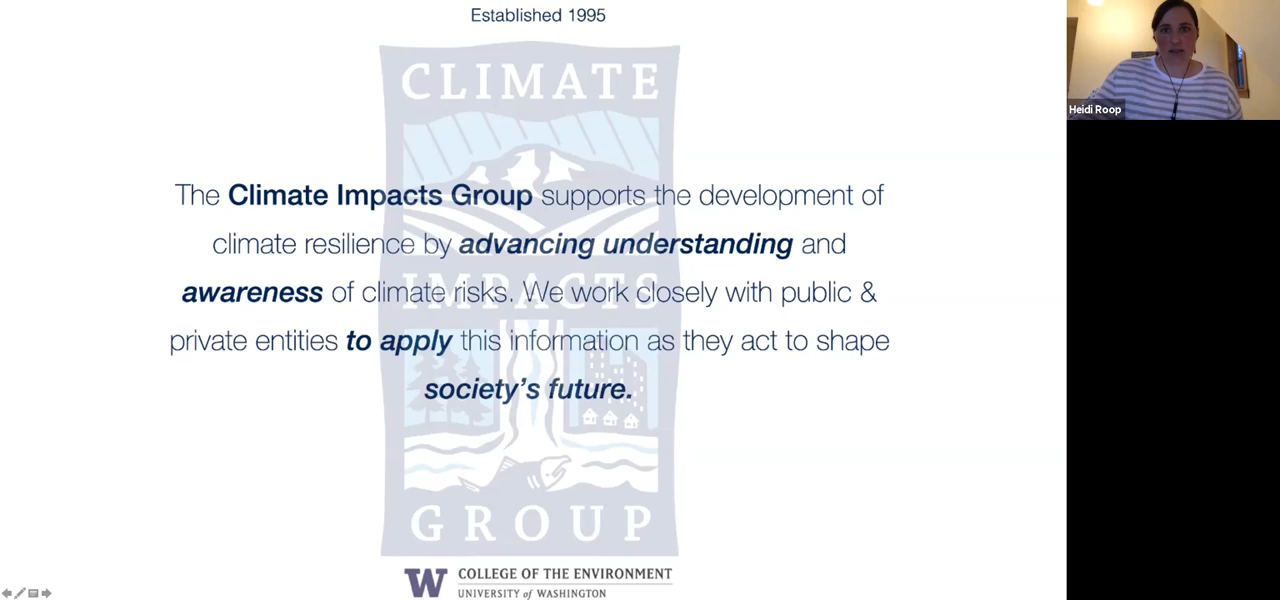 Established 1995
CLIMATE
The Climate Impacts Group supports the development of
climate resilience by advancing understanding and
IMPACTS
awareness of climate risks. We work closely with public &
private entities to apply this information as they act to shape
society’s future.
GROUP
W COLLEGE OF THE ENVIRONMENT
UNIVERSITY of WASHINGTON
Heidi Roop